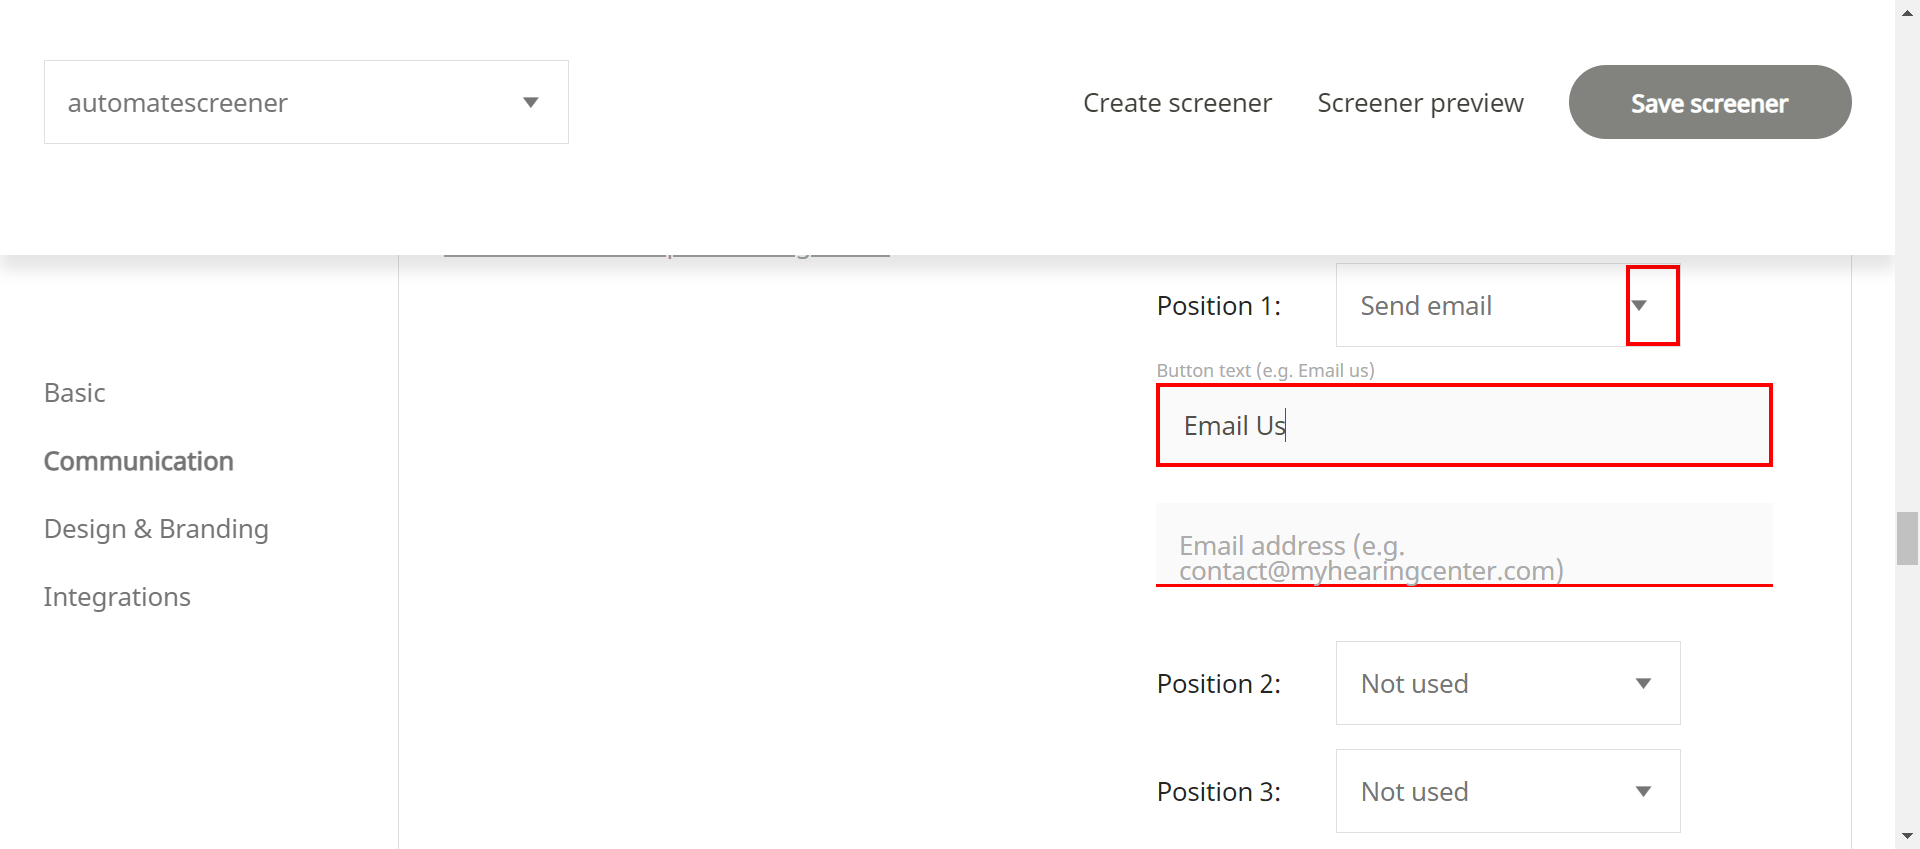 automatescreener
Create screener
Screener preview
Save screener
Basic
Communication
Design & Branding
Integrations
Position 1:
Send email
Button text (e.g. Email us)
Email Us
Email address (e.g.
contact@myhearingcenter.com)
Position 2:
Not used
Position 3:
Not used